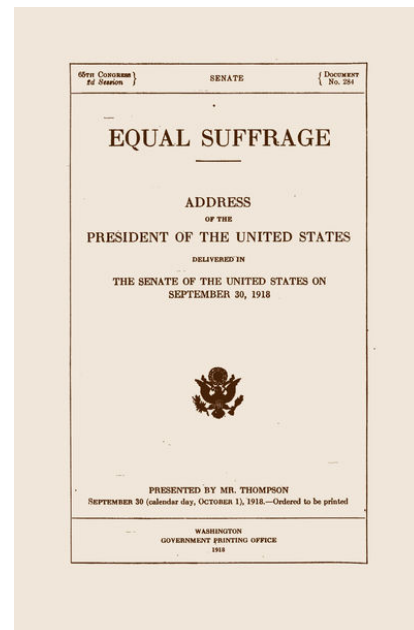 65TH CONGRESS
2d Session
SENATE
DOCUMENT
No. 284
EQUAL SUFFRAGE
ADDRESS
OF THE
PRESIDENT OF THE UNITED STATES
DELIVERED IN
THE SENATE OF THE UNITED STATES ON
SEPTEMBER 30, 1918
PRESENTED BY MR. THOMPSON
SEPTEMBER 30 (calendar day, OCTOBER 1), 1918.—Ordered to be printed
WASHINGTON
GOVERNMENT PRINTING OFFICE
1918